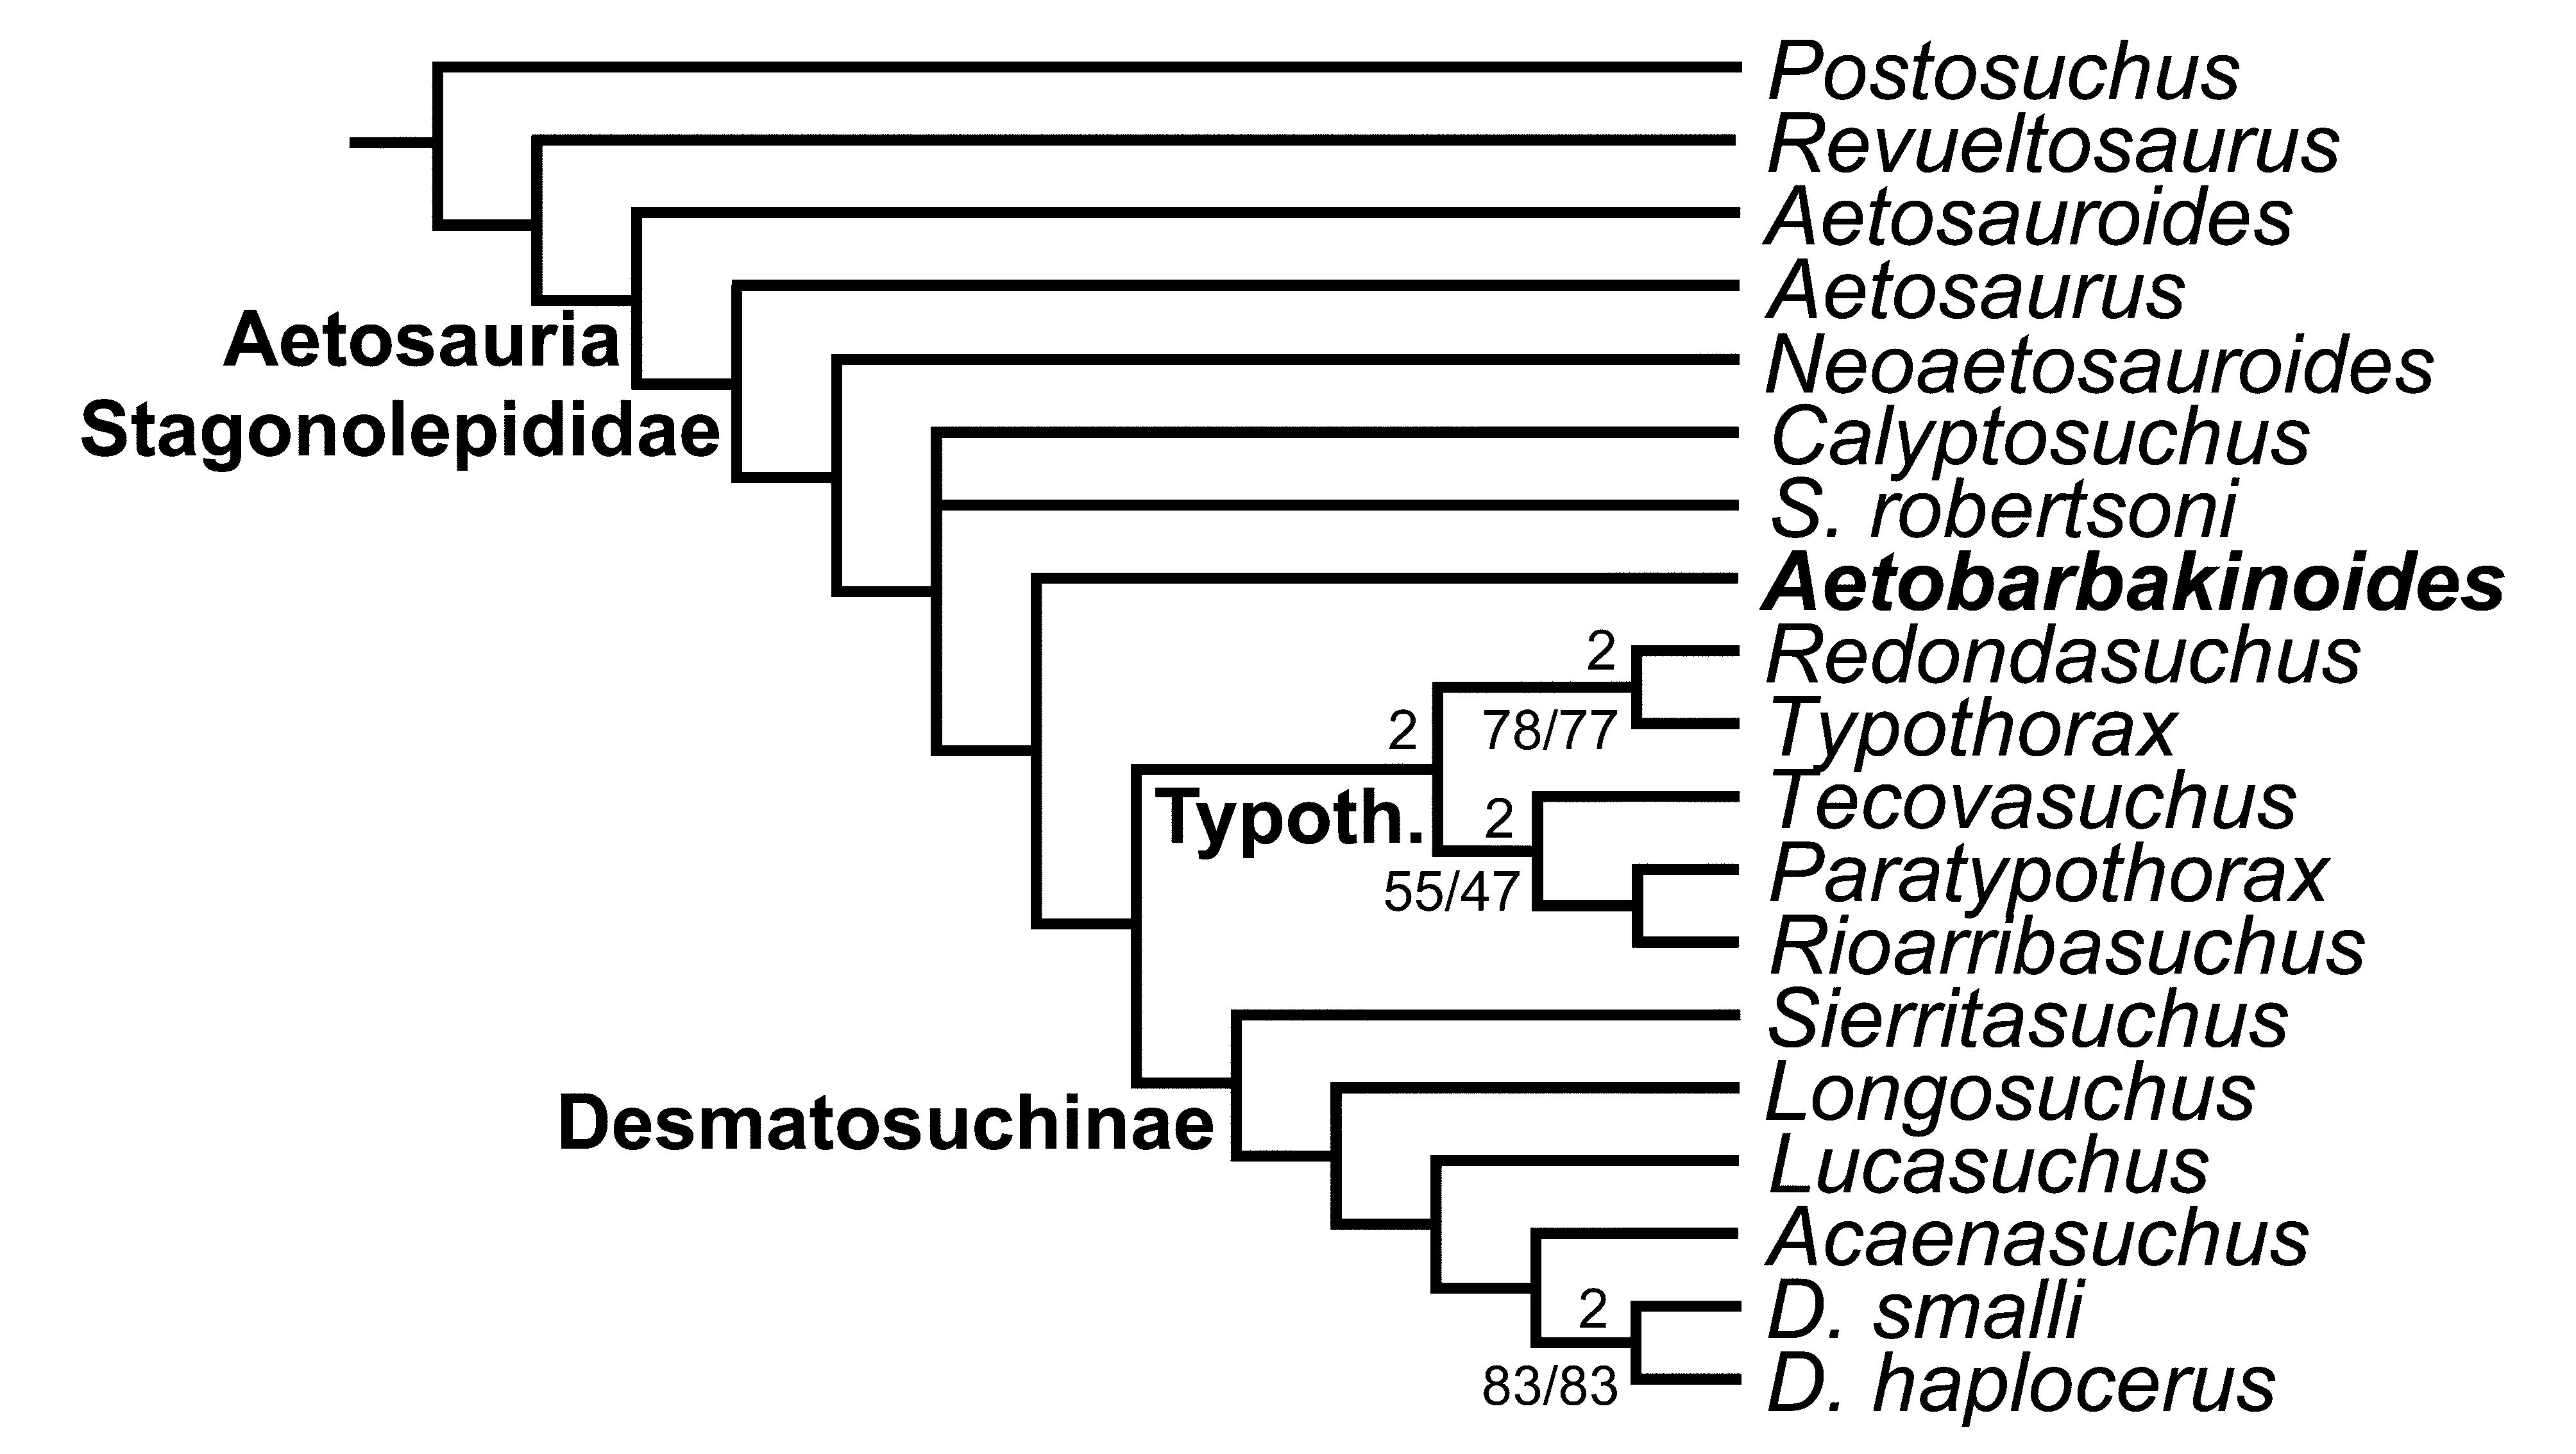 Postosuchus
Revueltosaurus
Aetosauroides
Aetosaurus
Aetosauria
Neoaetosauroides
Stagonolepididae
Calyptosuchus
S. robertsoni
Aetobarbakinoides
2
Redondasuchus
2
78/77
Typothorax
Typoth.
2
Tecovasuchus
55/47
Paratypothorax
Rioarribasuchus
Sierritasuchus
Desmatosuchinae
Longosuchus
Lucasuchus
Acaenasuchus
2
D. smalli
83/83
D. haplocerus